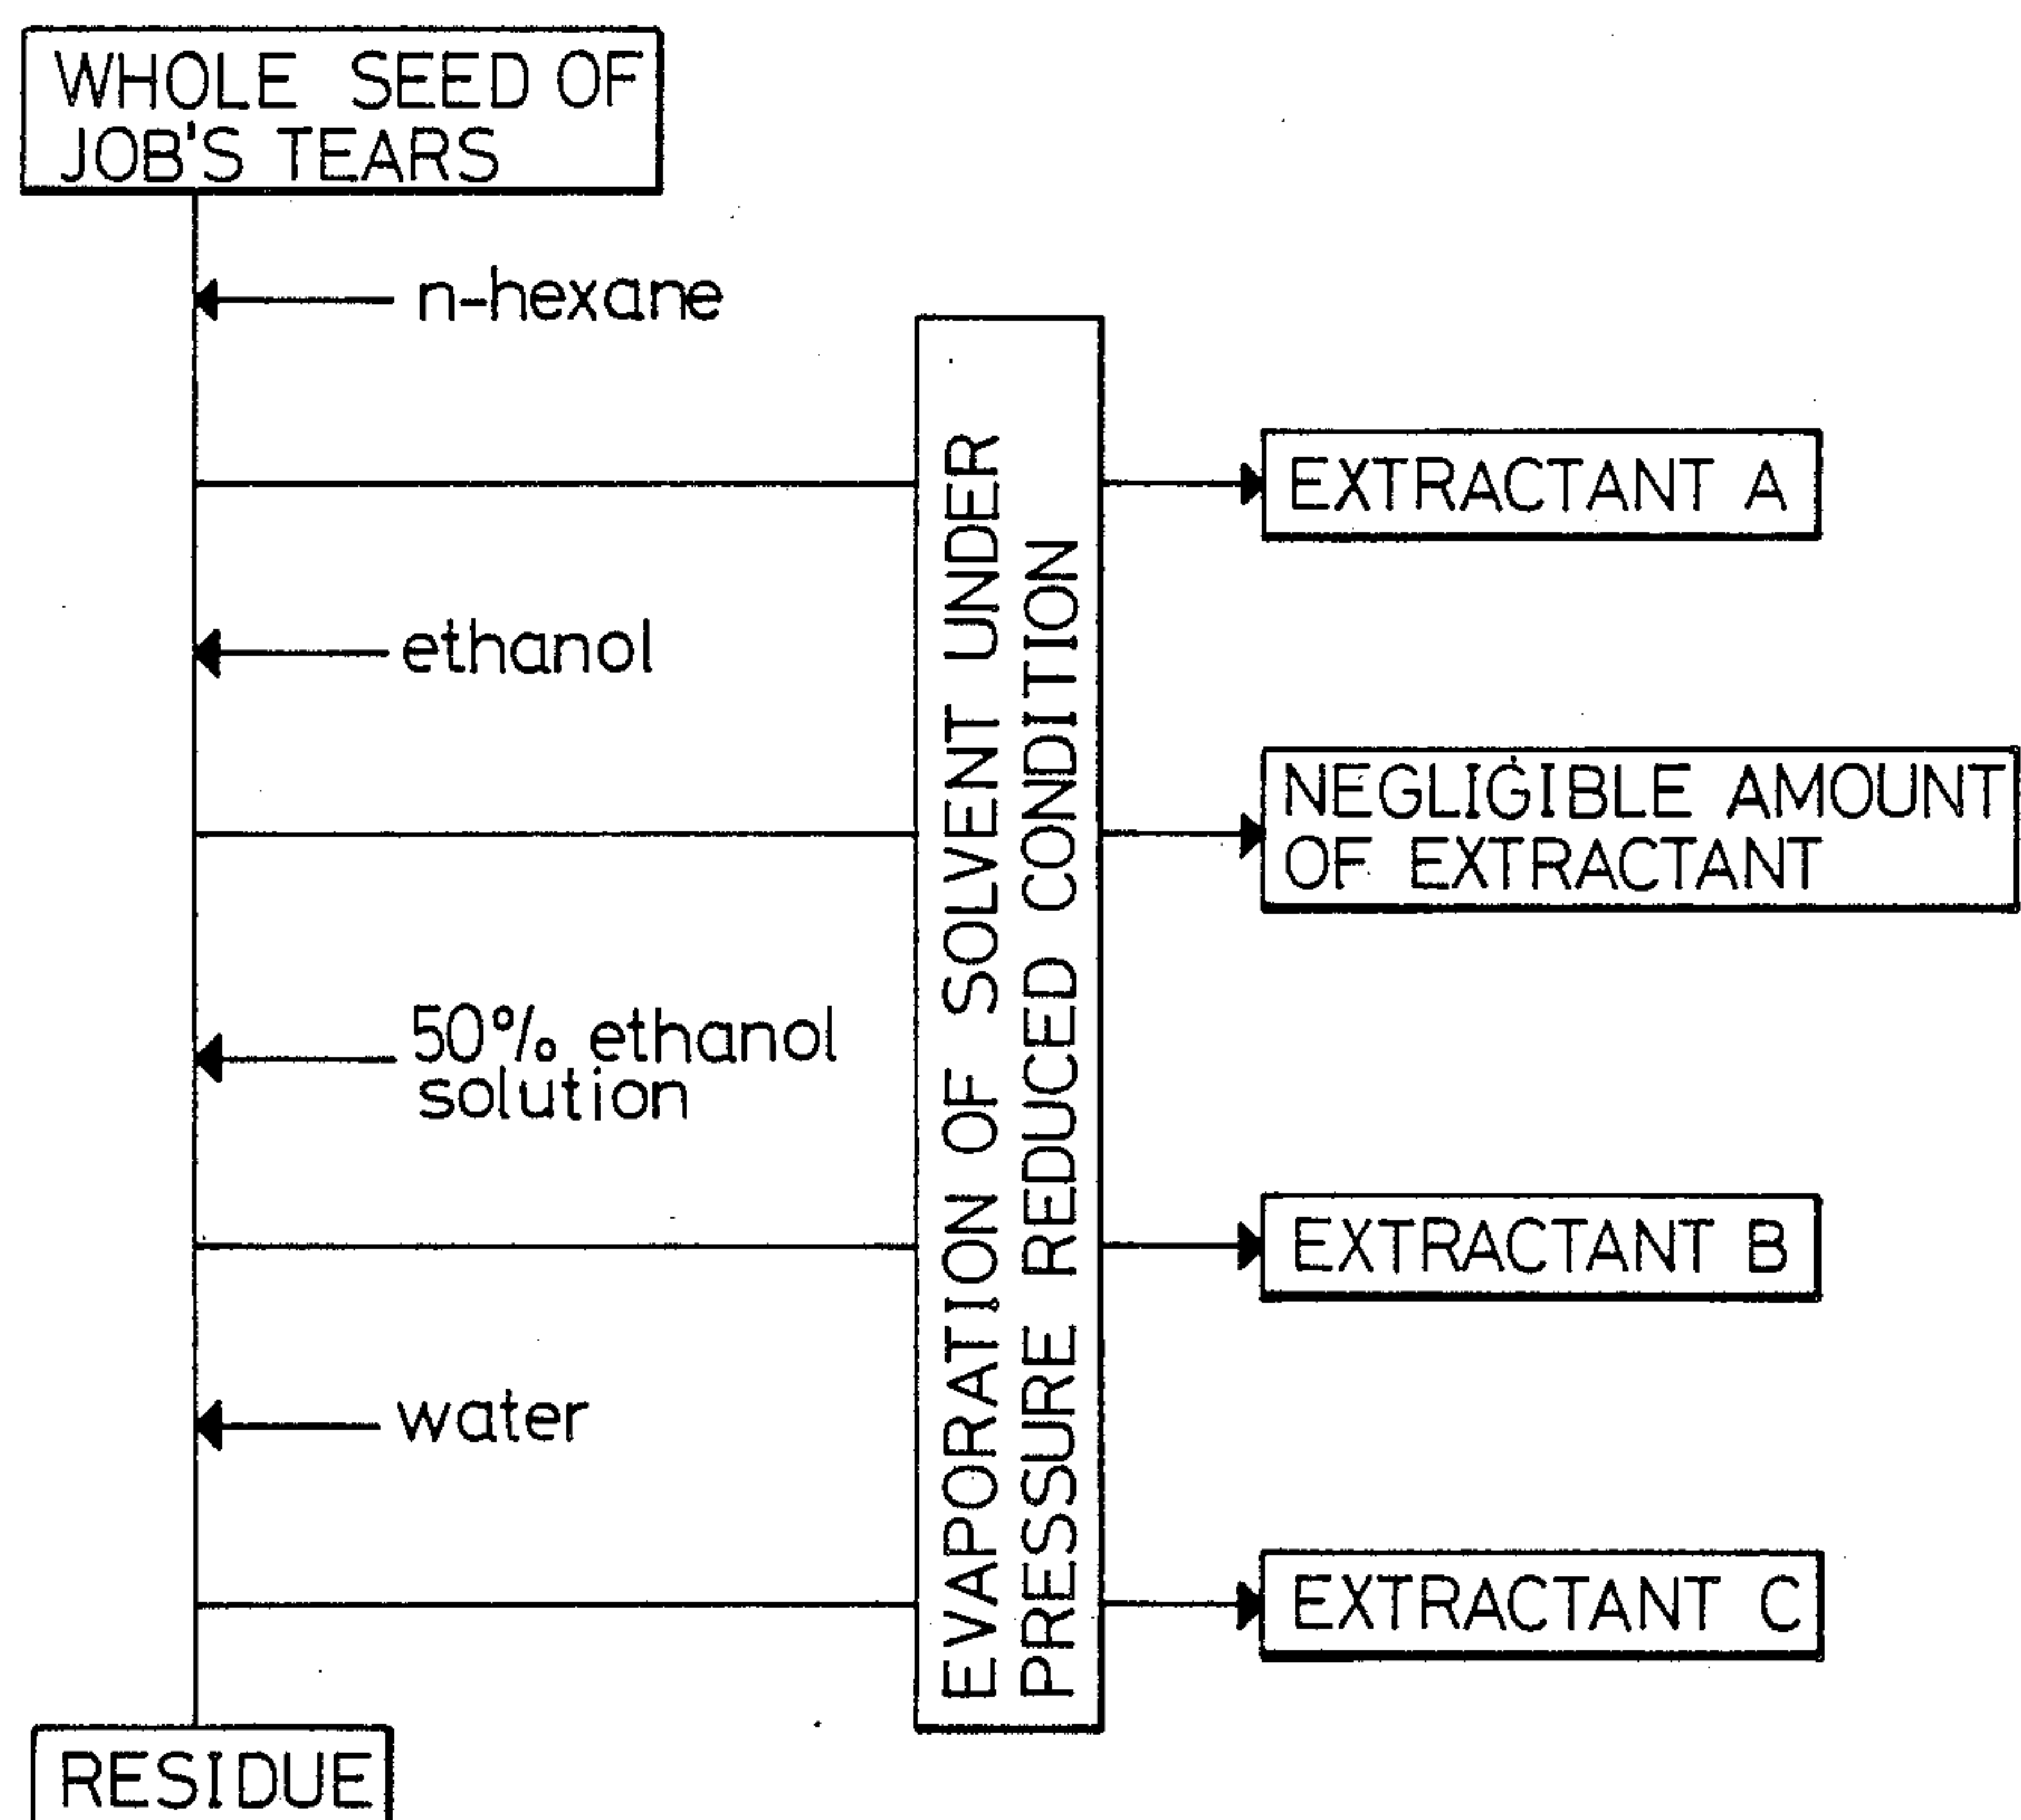 WHOLE SEED OF
JOB'S TEARS
n-hexane
EXTRACTANT A
ethanol
EVAPORATION OF SOLVENT UNDER
PRESSURE REDUCED CONDITION
NEGLIGIBLE AMOUNT
OF EXTRACTANT
50% ethanol
solution
EXTRACTANT B
water
EXTRACTANT C
RESIDUE